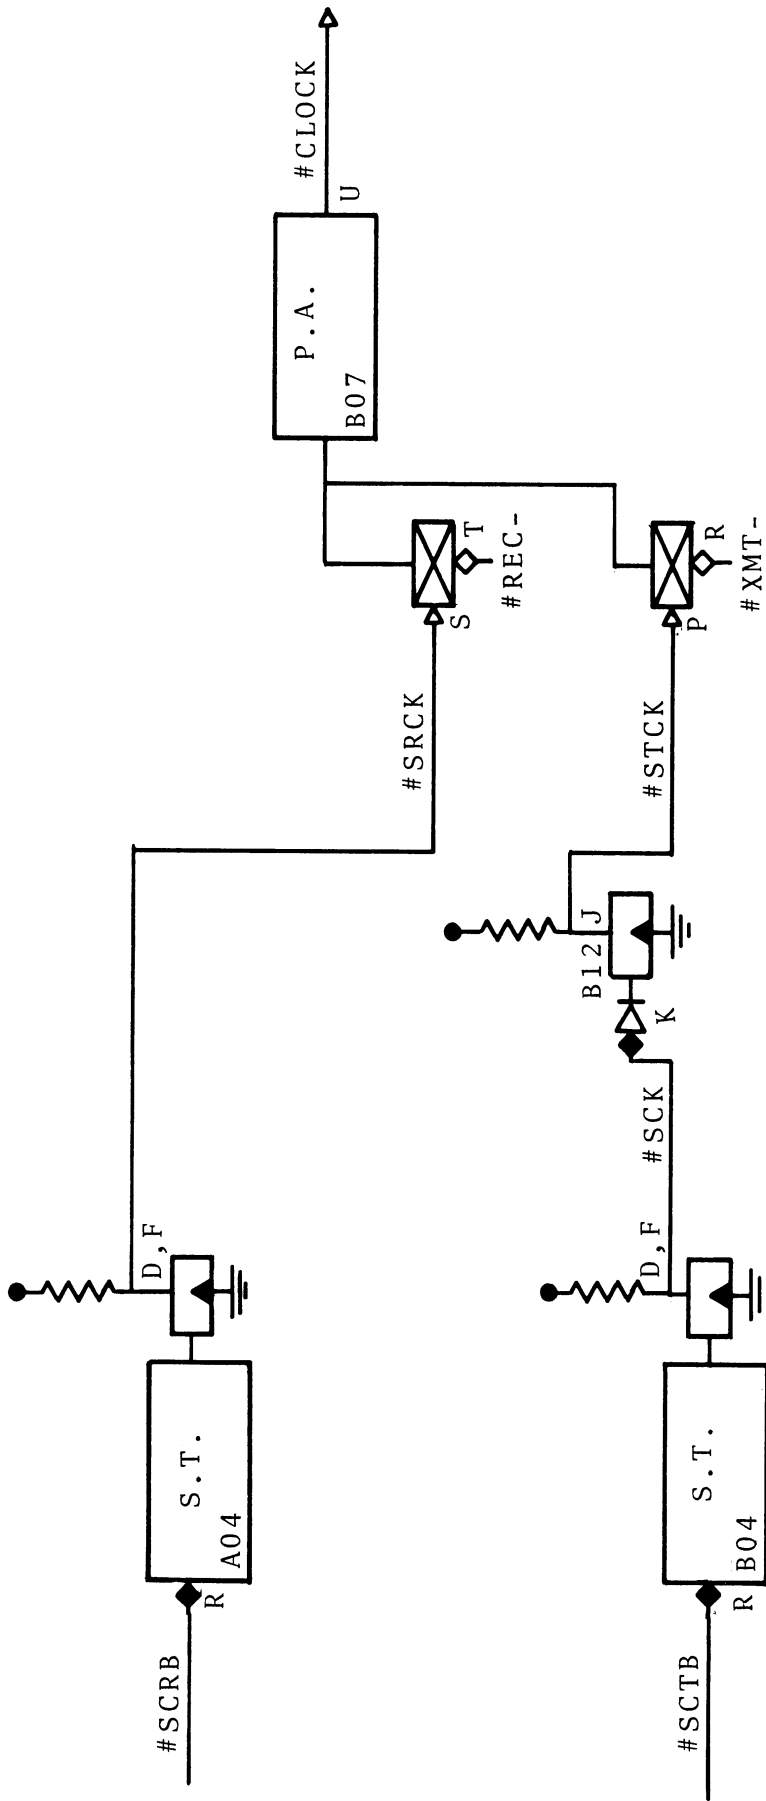 #SCRB
R
S.T.
A04
D,F
#SRCK
S
T
#REC-
P.A.
B07
U
#CLOCK
#SCTB
R
S.T.
B04
D,F
#SCK
K
B12
J
#STCK
P
R
#XMT-